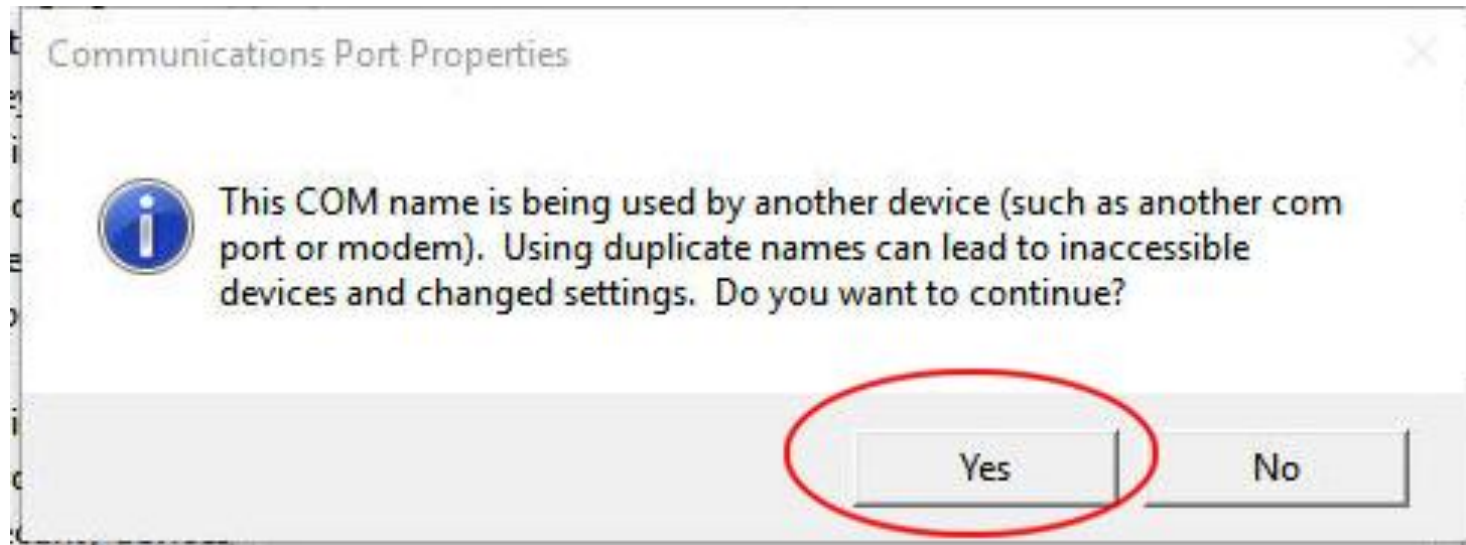 Communications Port Properties
This COM name is being used by another device (such as another com
port or modem).  Using duplicate names can lead to inaccessible
devices and changed settings.  Do you want to continue?
Yes
No